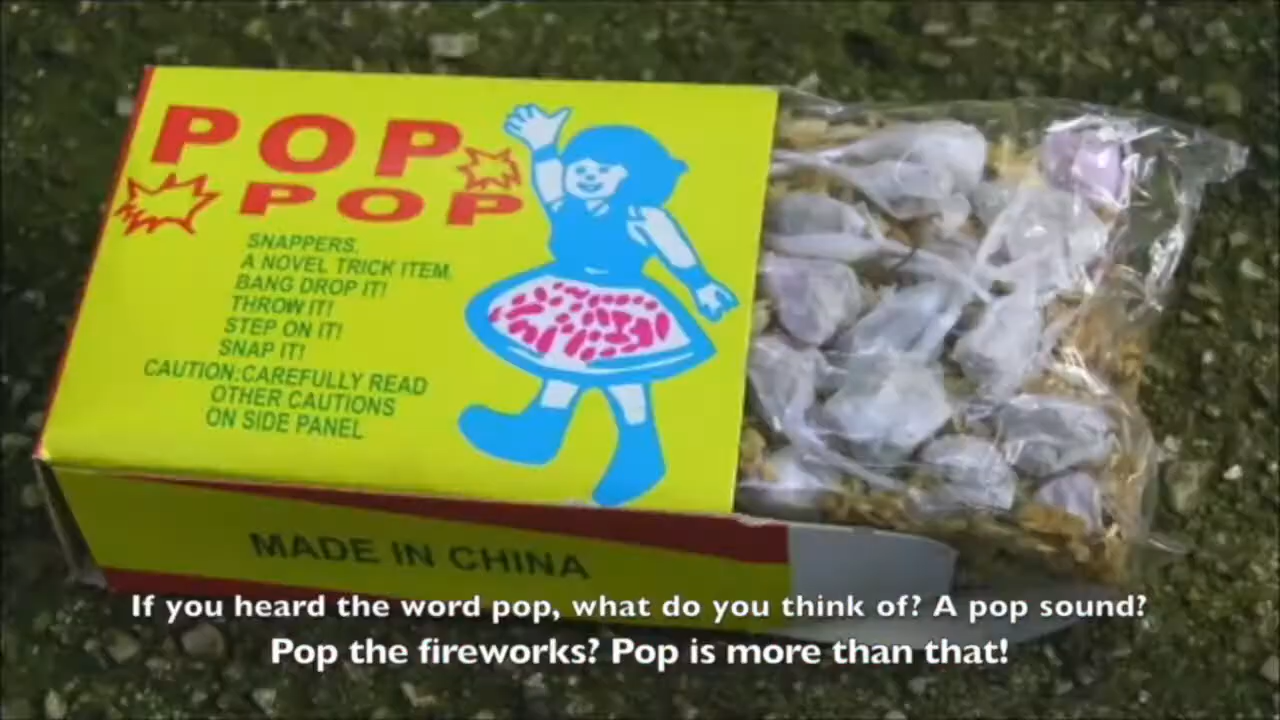 POP
POP
SNAPPERS,
A NOVEL TRICK ITEM,
BANG DROP IT!
THROW IT!
STEP ON IT!
SNAP IT!
CAUTION:CAREFULLY READ
OTHER CAUTIONS
ON SIDE PANEL
MADE IN CHINA
If you heard the word pop, what do you think of? A pop sound?
Pop the fireworks? Pop is more than that!